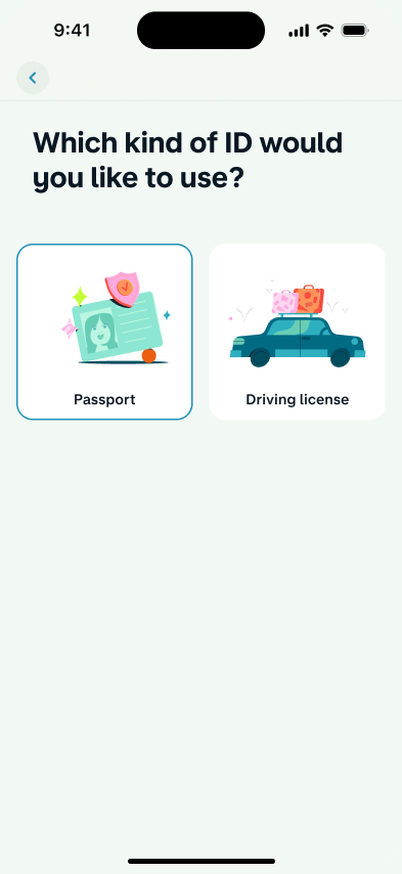 9:41
Which kind of ID would
you like to use?
Passport
Driving license